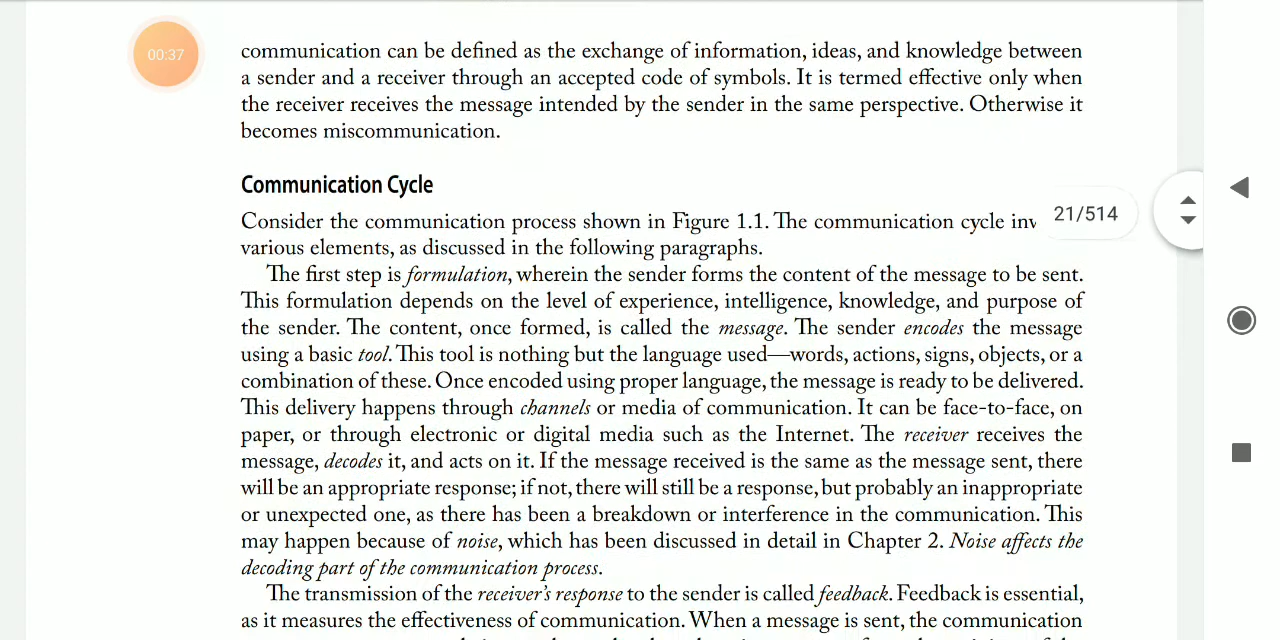 00:37
communication can be defined as the exchange of information, ideas, and knowledge between
a sender and a receiver through an accepted code of symbols. It is termed effective only when
the receiver receives the message intended by the sender in the same perspective. Otherwise it
becomes miscommunication.
Communication Cycle
Consider the communication process shown in Figure 1.1. The communication cycle inv
21/514
various elements, as discussed in the following paragraphs.
The first step is formulation, wherein the sender forms the content of the message to be sent.
This formulation depends on the level of experience, intelligence, knowledge, and purpose of
the sender. The content, once formed, is called the message. The sender encodes the message
using a basic tool. This tool is nothing but the language used—words, actions, signs, objects, or a
combination of these. Once encoded using proper language, the message is ready to be delivered.
This delivery happens through channels or media of communication. It can be face-to-face, on
paper, or through electronic or digital media such as the Internet. The receiver receives the
message, decodes it, and acts on it. If the message received is the same as the message sent, there
will be an appropriate response; if not, there will still be a response, but probably an inappropriate
or unexpected one, as there has been a breakdown or interference in the communication. This
may happen because of noise, which has been discussed in detail in Chapter 2. Noise affects the
decoding part of the communication process.
The transmission of the receiver's response to the sender is called feedback. Feedback is essential,
as it measures the effectiveness of communication. When a message is sent, the communication